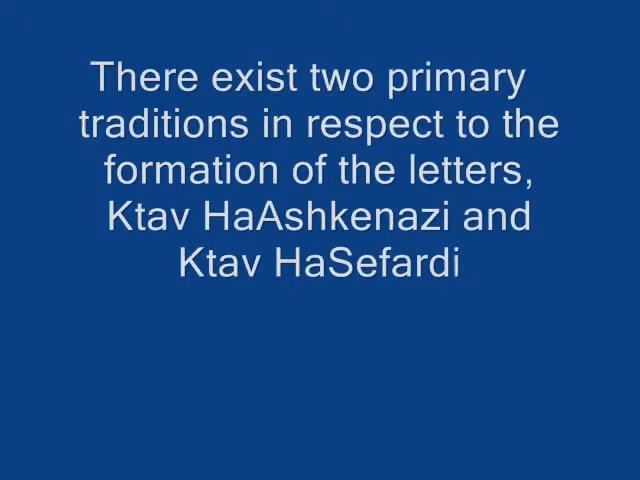 There exist two primary
traditions in respect to the
formation of the letters,
Ktav HaAshkenazi and
Ktav HaSefardi